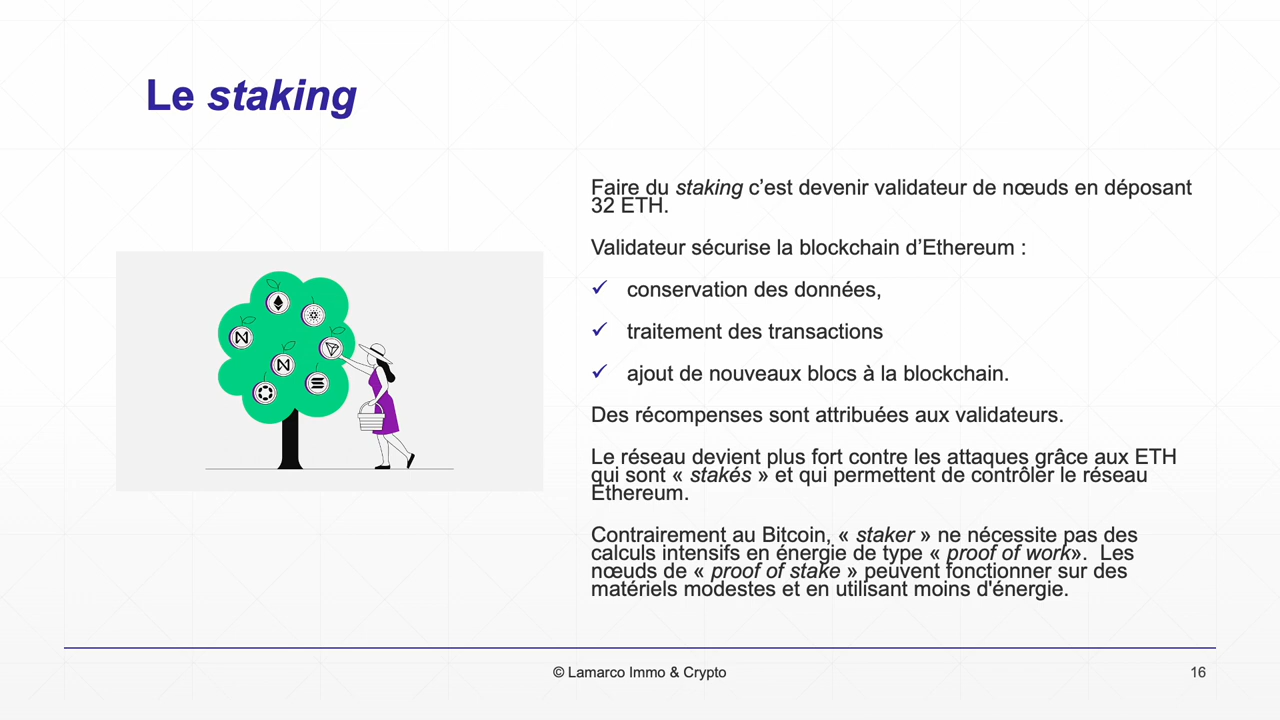 Le staking
Faire du staking c’est devenir validateur de nœuds en déposant
32 ETH.
Validateur sécurise la blockchain d’Ethereum :
✓ conservation des données,
✓ traitement des transactions
✓ ajout de nouveaux blocs à la blockchain.
Des récompenses sont attribuées aux validateurs.
Le réseau devient plus fort contre les attaques grâce aux ETH
qui sont « stakés » et qui permettent de contrôler le réseau
Ethereum.
Contrairement au Bitcoin, « staker » ne nécessite pas des
calculs intensifs en énergie de type « proof of work».  Les
nœuds de « proof of stake » peuvent fonctionner sur des
matériels modestes et en utilisant moins d'énergie.
© Lamarco Immo & Crypto
16